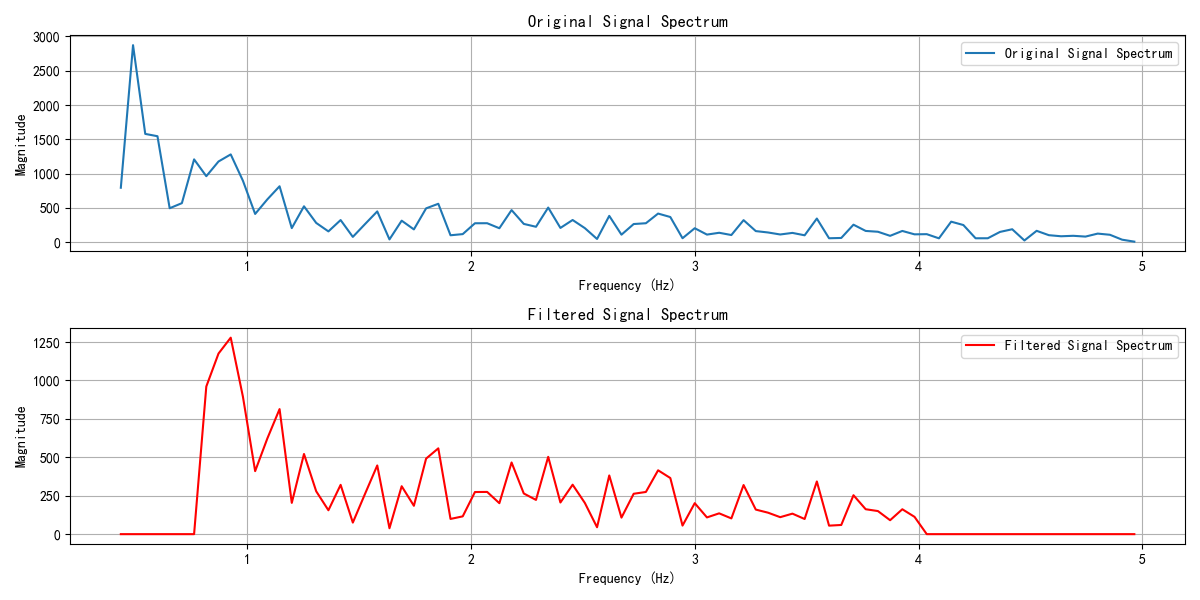 Original Signal Spectrum
3000
2500
2000
1500
1000
500
0
Magnitude
Original Signal Spectrum
1 2 3 4 5
Frequency (Hz)
Filtered Signal Spectrum
1250
1000
750
500
250
0
Magnitude
Filtered Signal Spectrum
1 2 3 4 5
Frequency (Hz)